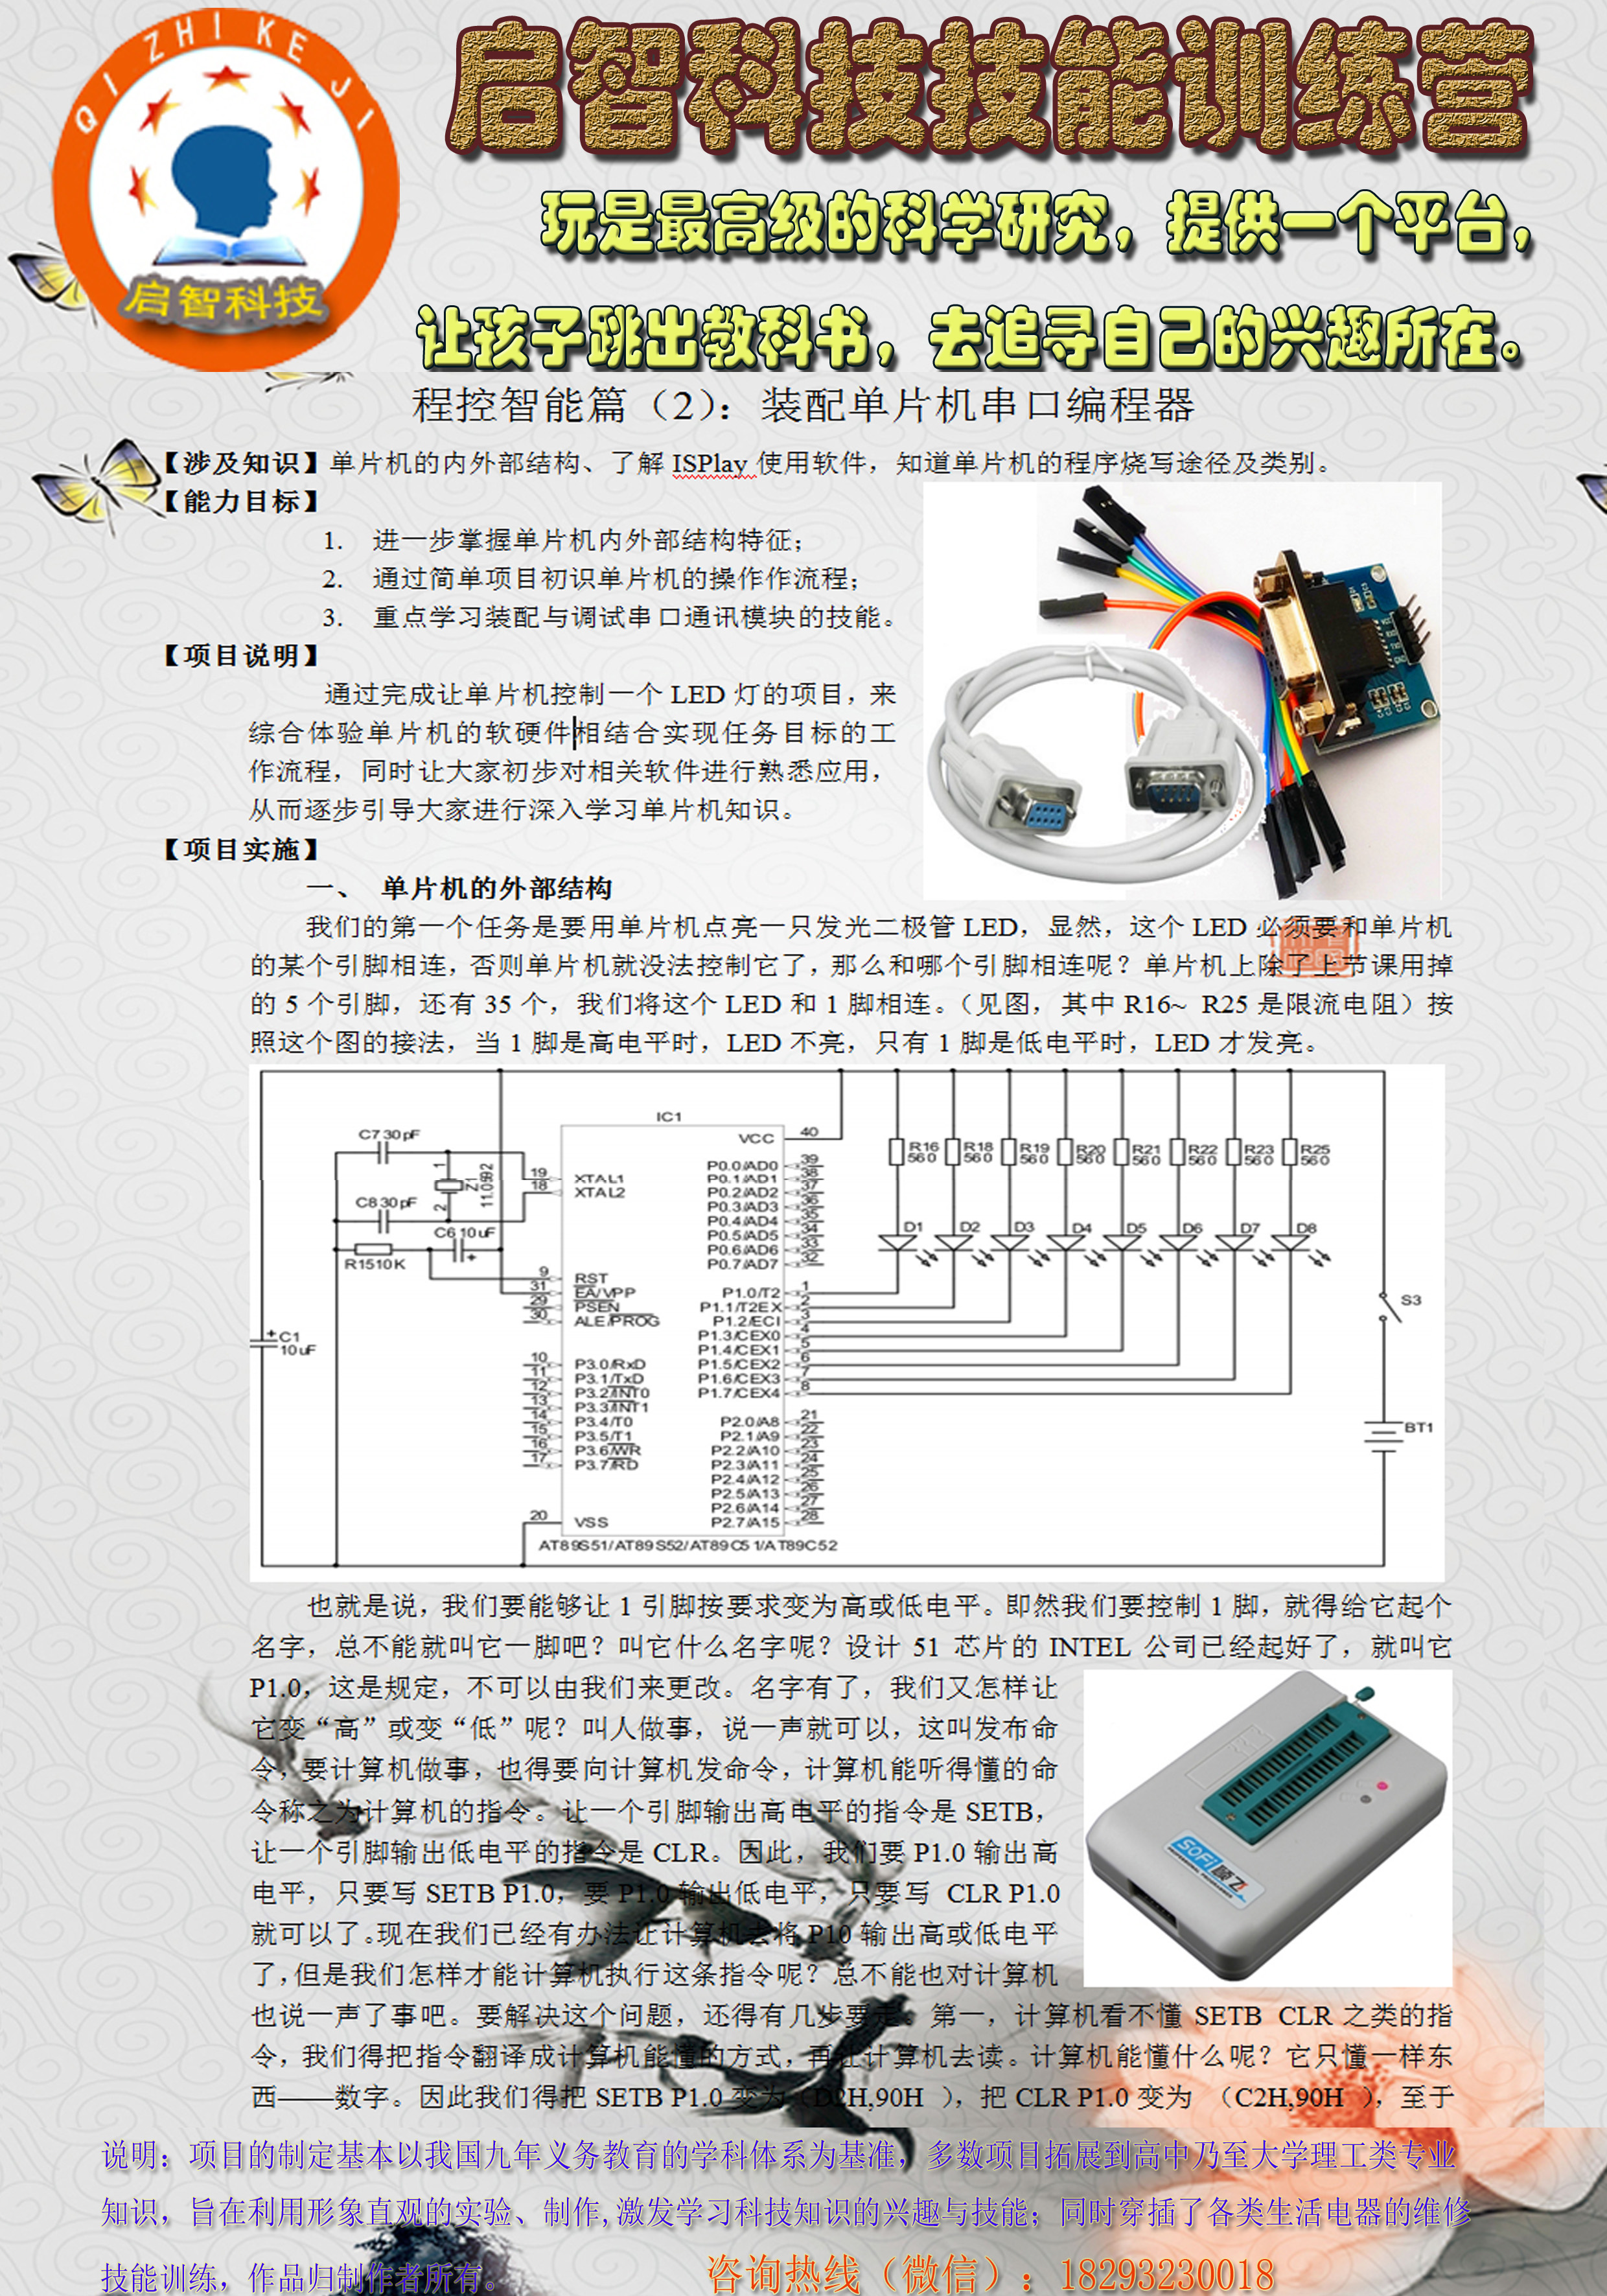 QI ZHI KE JI
启智科技
启智科技技能训练营
玩是最高级的科学研究，提供一个平台，
让孩子跳出教科书，去追寻自己的兴趣所在。
程控智能篇（2）：装配单片机串口编程器
【涉及知识】单片机的内外部结构、了解 ISPlay 使用软件，知道单片机的程序烧写途径及类别。
【能力目标】
1. 进一步掌握单片机内外部结构特征；
2. 通过简单项目初识单片机的操作作流程；
3. 重点学习装配与调试串口通讯模块的技能。
【项目说明】
通过完成让单片机控制一个 LED 灯的项目，来
综合体验单片机的软硬件相结合实现任务目标的工
作流程，同时让大家初步对相关软件进行熟悉应用，
从而逐步引导大家进行深入学习单片机知识。
【项目实施】
一、 单片机的外部结构
我们的第一个任务是要用单片机点亮一只发光二极管 LED，显然，这个 LED 必须要和单片机
的某个引脚相连，否则单片机就没法控制它了，那么和哪个引脚相连呢？单片机上除了上节课用掉
的 5 个引脚，还有 35 个，我们将这个 LED 和 1 脚相连。（见图，其中 R16~ R25 是限流电阻）按
照这个图的接法，当 1 脚是高电平时，LED 不亮，只有 1 脚是低电平时，LED 才发亮。
IC1
C7 30pF
C8 30pF
Z1
11.0592
C6 10uF
R15 10K
C1
10uF
19 XTAL1
18 XTAL2
9 RST
31 EA/VPP
29 PSEN
30 ALE/PROG
10 P3.0/RxD
11 P3.1/TxD
12 P3.2/INT0
13 P3.3/INT1
14 P3.4/T0
15 P3.5/T1
16 P3.6/WR
17 P3.7/RD
20 VSS
VCC 40
P0.0/AD0 39
P0.1/AD1 38
P0.2/AD2 37
P0.3/AD3 36
P0.4/AD4 35
P0.5/AD5 34
P0.6/AD6 33
P0.7/AD7 32
P1.0/T2 1
P1.1/T2EX 2
P1.2/ECI 3
P1.3/CEX0 4
P1.4/CEX1 5
P1.5/CEX2 6
P1.6/CEX3 7
P1.7/CEX4 8
P2.0/A8 21
P2.1/A9 22
P2.2/A10 23
P2.3/A11 24
P2.4/A12 25
P2.5/A13 26
P2.6/A14 27
P2.7/A15 28
AT89S51/AT89S52/AT89C51/AT89C52
R16 R18 R19 R20 R21 R22 R23 R25
560 560 560 560 560 560 560 560
D1 D2 D3 D4 D5 D6 D7 D8
S3
BT1
也就是说，我们要能够让 1 引脚按要求变为高或低电平。即然我们要控制 1 脚，就得给它起个
名字，总不能就叫它一脚吧？叫它什么名字呢？设计 51 芯片的 INTEL 公司已经起好了，就叫它
P1.0，这是规定，不可以由我们来更改。名字有了，我们又怎样让
它变“高”或变“低”呢？叫人做事，说一声就可以，这叫发布命
令，要计算机做事，也得要向计算机发命令，计算机能听得懂的命
令称之为计算机的指令。让一个引脚输出高电平的指令是 SETB，
让一个引脚输出低电平的指令是 CLR。因此，我们要 P1.0 输出高
电平，只要写 SETB P1.0，要 P1.0 输出低电平，只要写 CLR P1.0
就可以了。现在我们已经有办法让计算机去将 P10 输出高或低电平
了，但是我们怎样才能计算机执行这条指令呢？总不能也对计算机
也说一声了事吧。要解决这个问题，还得有几步要走。第一，计算机看不懂 SETB CLR 之类的指
令，我们得把指令翻译成计算机能懂的方式，再让计算机去读。计算机能懂什么呢？它只懂一样东
西——数字。因此我们得把 SETB P1.0 变为（D2H,90H ），把 CLR P1.0 变为 （C2H,90H ），至于
SOFi
说明：项目的制定基本以我国九年义务教育的学科体系为基准，多数项目拓展到高中乃至大学理工类专业
知识，旨在利用形象直观的实验、制作,激发学习科技知识的兴趣与技能；同时穿插了各类生活电器的维修
技能训练，作品归制作者所有。
咨询热线（微信）：18293230018